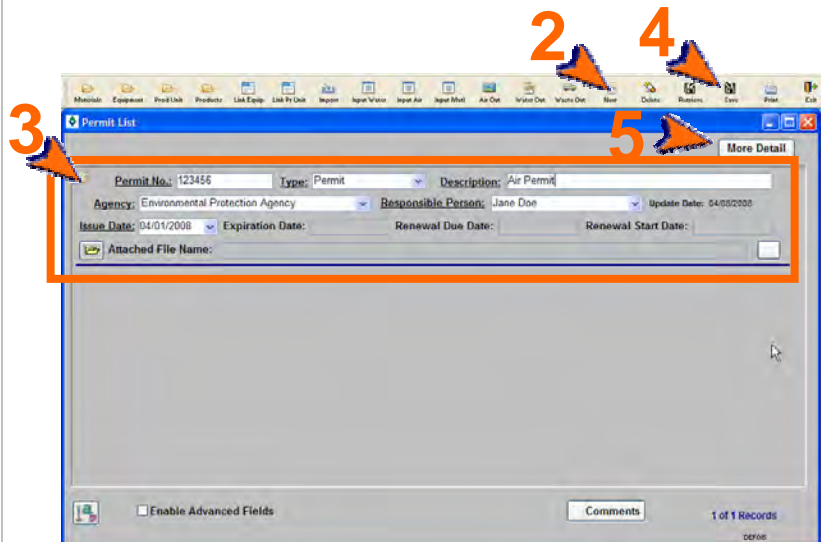 2 4
Materials Equipment Prod Unit Products Link Equip Link Pr Unit Import Input Water Input Air Input Matl Air Out Water Out Waste Out New Delete Save Print Exit
Permit List
5
More Detail
3
Permit No.: 123456 Type: Permit Description: Air Permit
Agency: Environmental Protection Agency Responsible Person: Jane Doe Update Date: 04/08/2008
Issue Date: 04/01/2008 Expiration Date: Renewal Due Date: Renewal Start Date:
Attached File Name:
Enable Advanced Fields Comments 1 of 1 Records